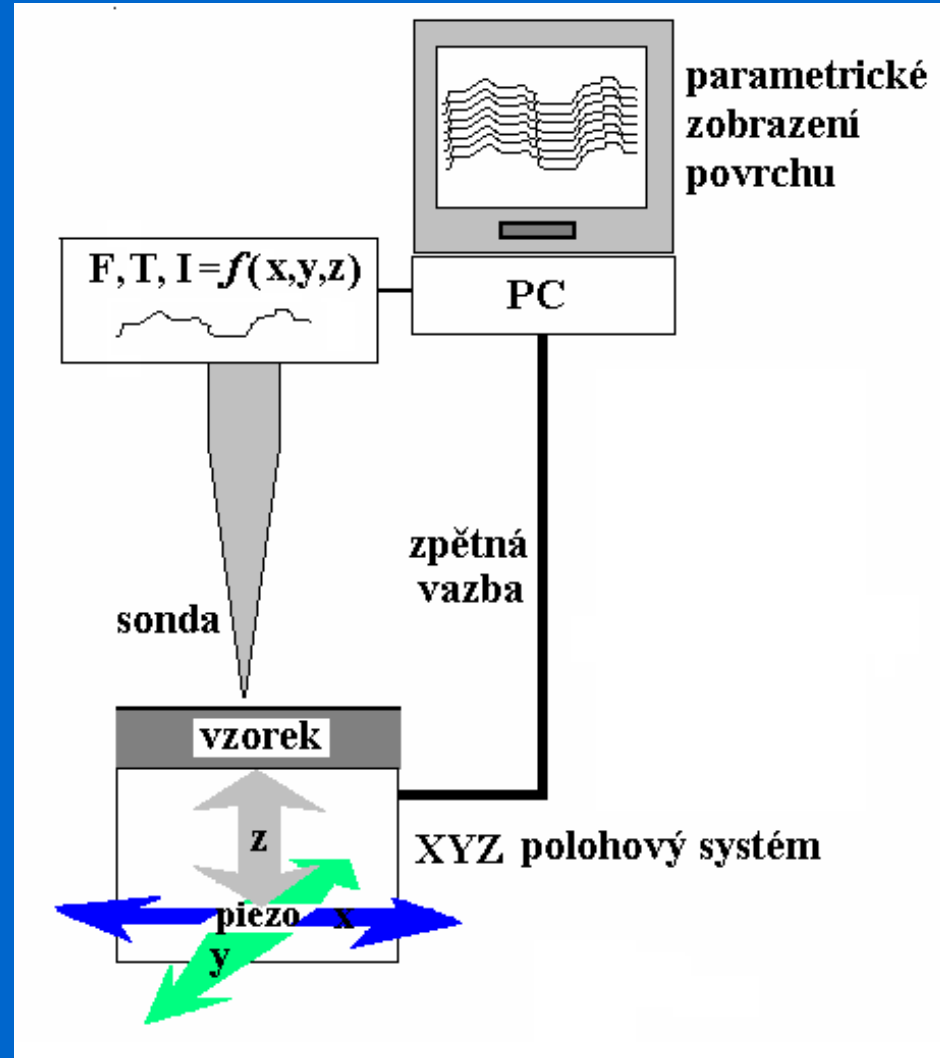 parametrické
zobrazení
povrchu
F, T, I = f(x,y,z)
PC
zpětná
vazba
sonda
vzorek
z
XYZ polohový systém
piezo x
y